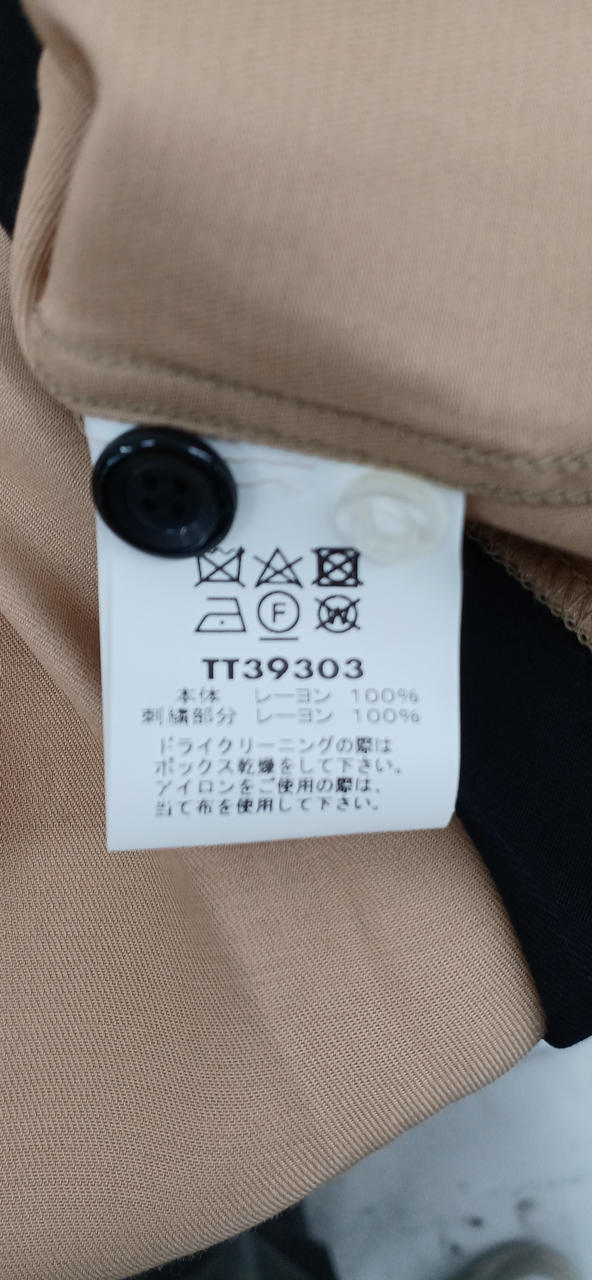 F W
TT39303
本体 レーヨン 100%
刺繍部分 レーヨン 100%
ドライクリーニングの際は
ボックス乾燥をして下さい。
アイロンをご使用の際は、
当て布を使用して下さい。